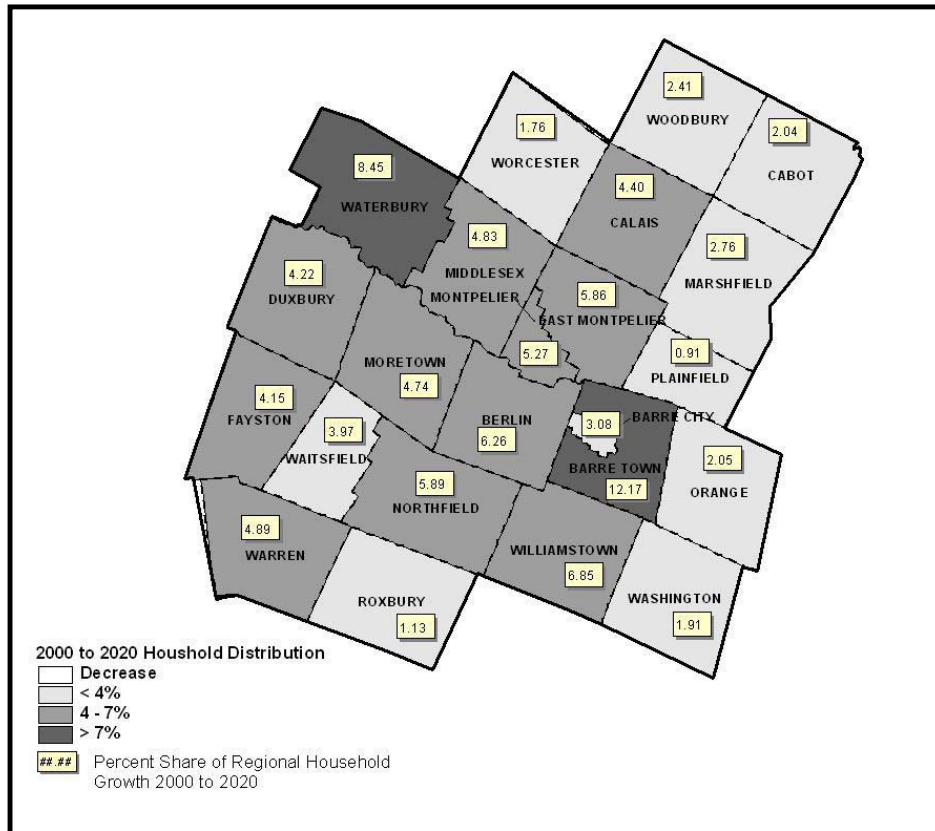 2.41
WOODBURY
1.76
WORCESTER
2.04
CABOT
8.45
WATERBURY
4.40
CALAIS
4.83
MIDDLESEX
2.76
MARSHFIELD
4.22
DUXBURY
MONTPELIER
5.86
EAST MONTPELIER
5.27
0.91
PLAINFIELD
MORETOWN
4.74
4.15
FAYSTON
3.97
WAITSFIELD
BERLIN
6.26
3.08
BARRE CITY
BARRE TOWN
12.17
2.05
ORANGE
5.89
NORTHFIELD
4.89
WARREN
WILLIAMSTOWN
6.85
WASHINGTON
1.91
ROXBURY
1.13
2000 to 2020 Houshold Distribution
Decrease
< 4%
4 - 7%
> 7%
##.## Percent Share of Regional Household
Growth 2000 to 2020